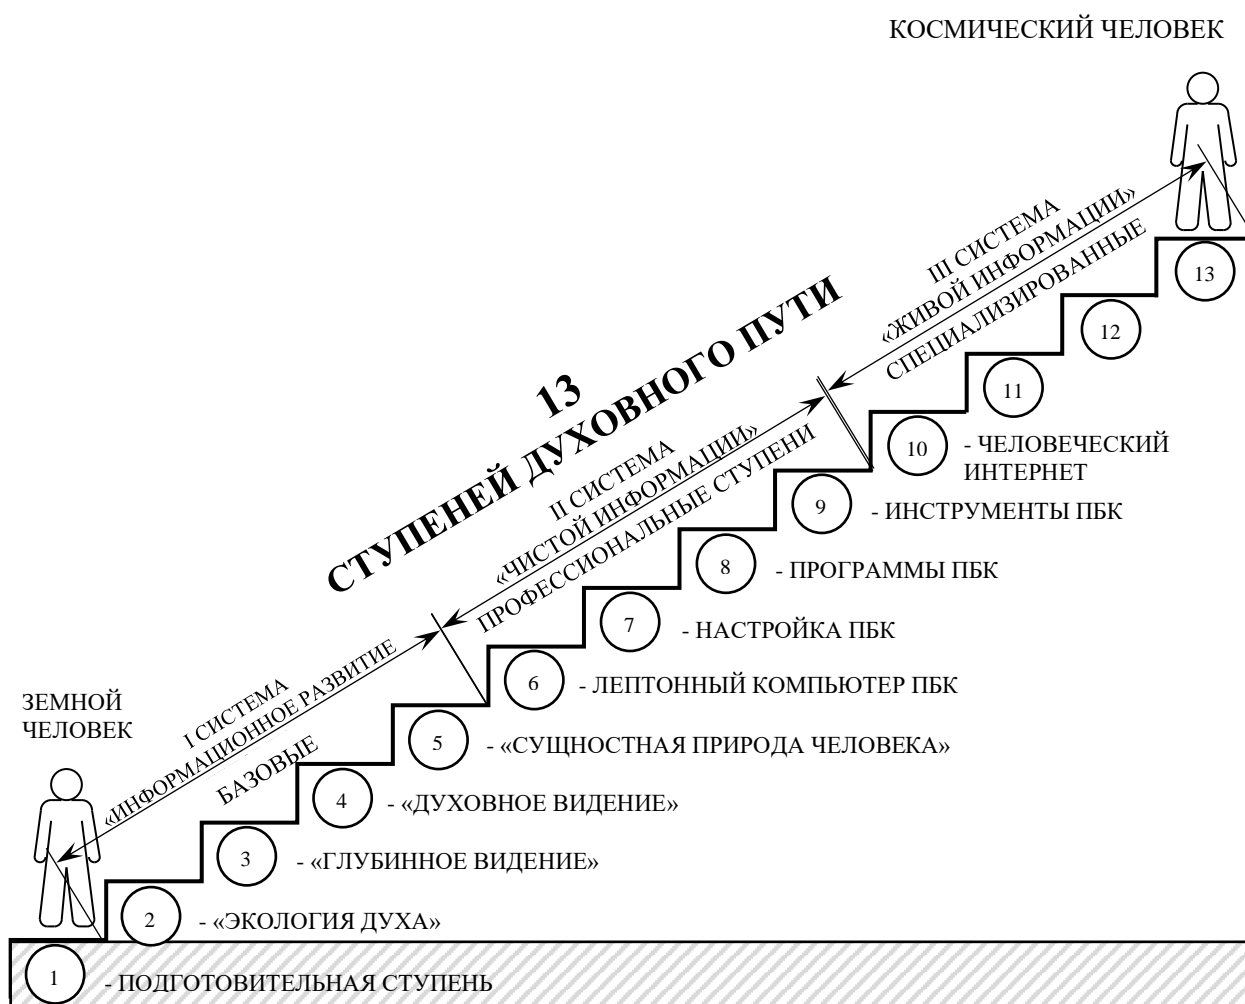 КОСМИЧЕСКИЙ ЧЕЛОВЕК
13
СТУПЕНЕЙ ДУХОВНОГО ПУТИ
III СИСТЕМА
«ЖИВОЙ ИНФОРМАЦИИ»
СПЕЦИАЛИЗИРОВАННЫЕ
II СИСТЕМА
«ЧИСТОЙ ИНФОРМАЦИИ»
ПРОФЕССИОНАЛЬНЫЕ СТУПЕНИ
I СИСТЕМА
«ИНФОРМАЦИОННОЕ РАЗВИТИЕ
БАЗОВЫЕ
ЗЕМНОЙ
ЧЕЛОВЕК
13
12
11
10 - ЧЕЛОВЕЧЕСКИЙ
ИНТЕРНЕТ
9 - ИНСТРУМЕНТЫ ПБК
8 - ПРОГРАММЫ ПБК
7 - НАСТРОЙКА ПБК
6 - ЛЕПТОННЫЙ КОМПЬЮТЕР ПБК
5 - «СУЩНОСТНАЯ ПРИРОДА ЧЕЛОВЕКА»
4 - «ДУХОВНОЕ ВИДЕНИЕ»
3 - «ГЛУБИННОЕ ВИДЕНИЕ»
2 - «ЭКОЛОГИЯ ДУХА»
1 - ПОДГОТОВИТЕЛЬНАЯ СТУПЕНЬ